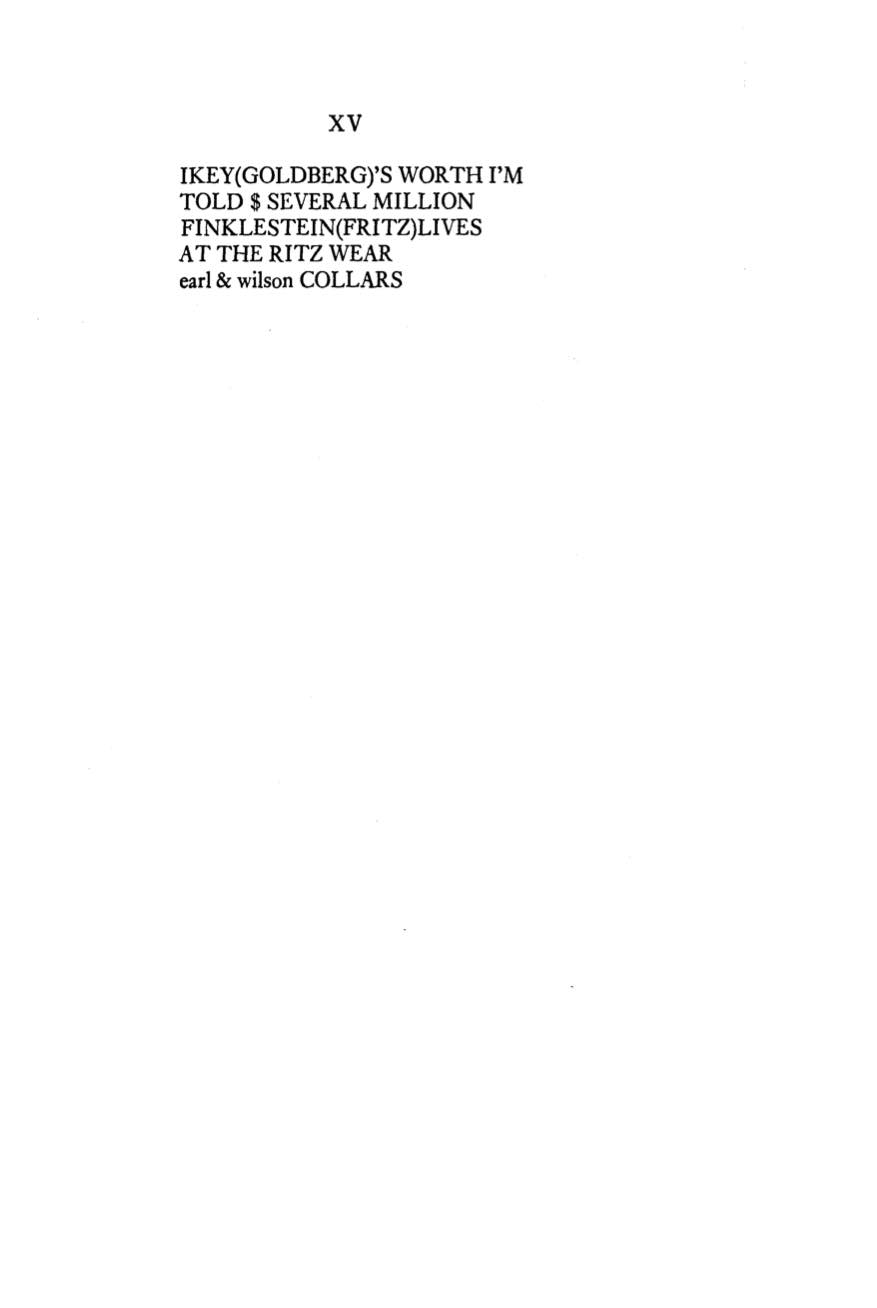 XV
IKEY(GOLDBERG)'S WORTH I'M
TOLD $ SEVERAL MILLION
FINKLESTEIN(FRITZ)LIVES
AT THE RITZ WEAR
earl & wilson COLLARS